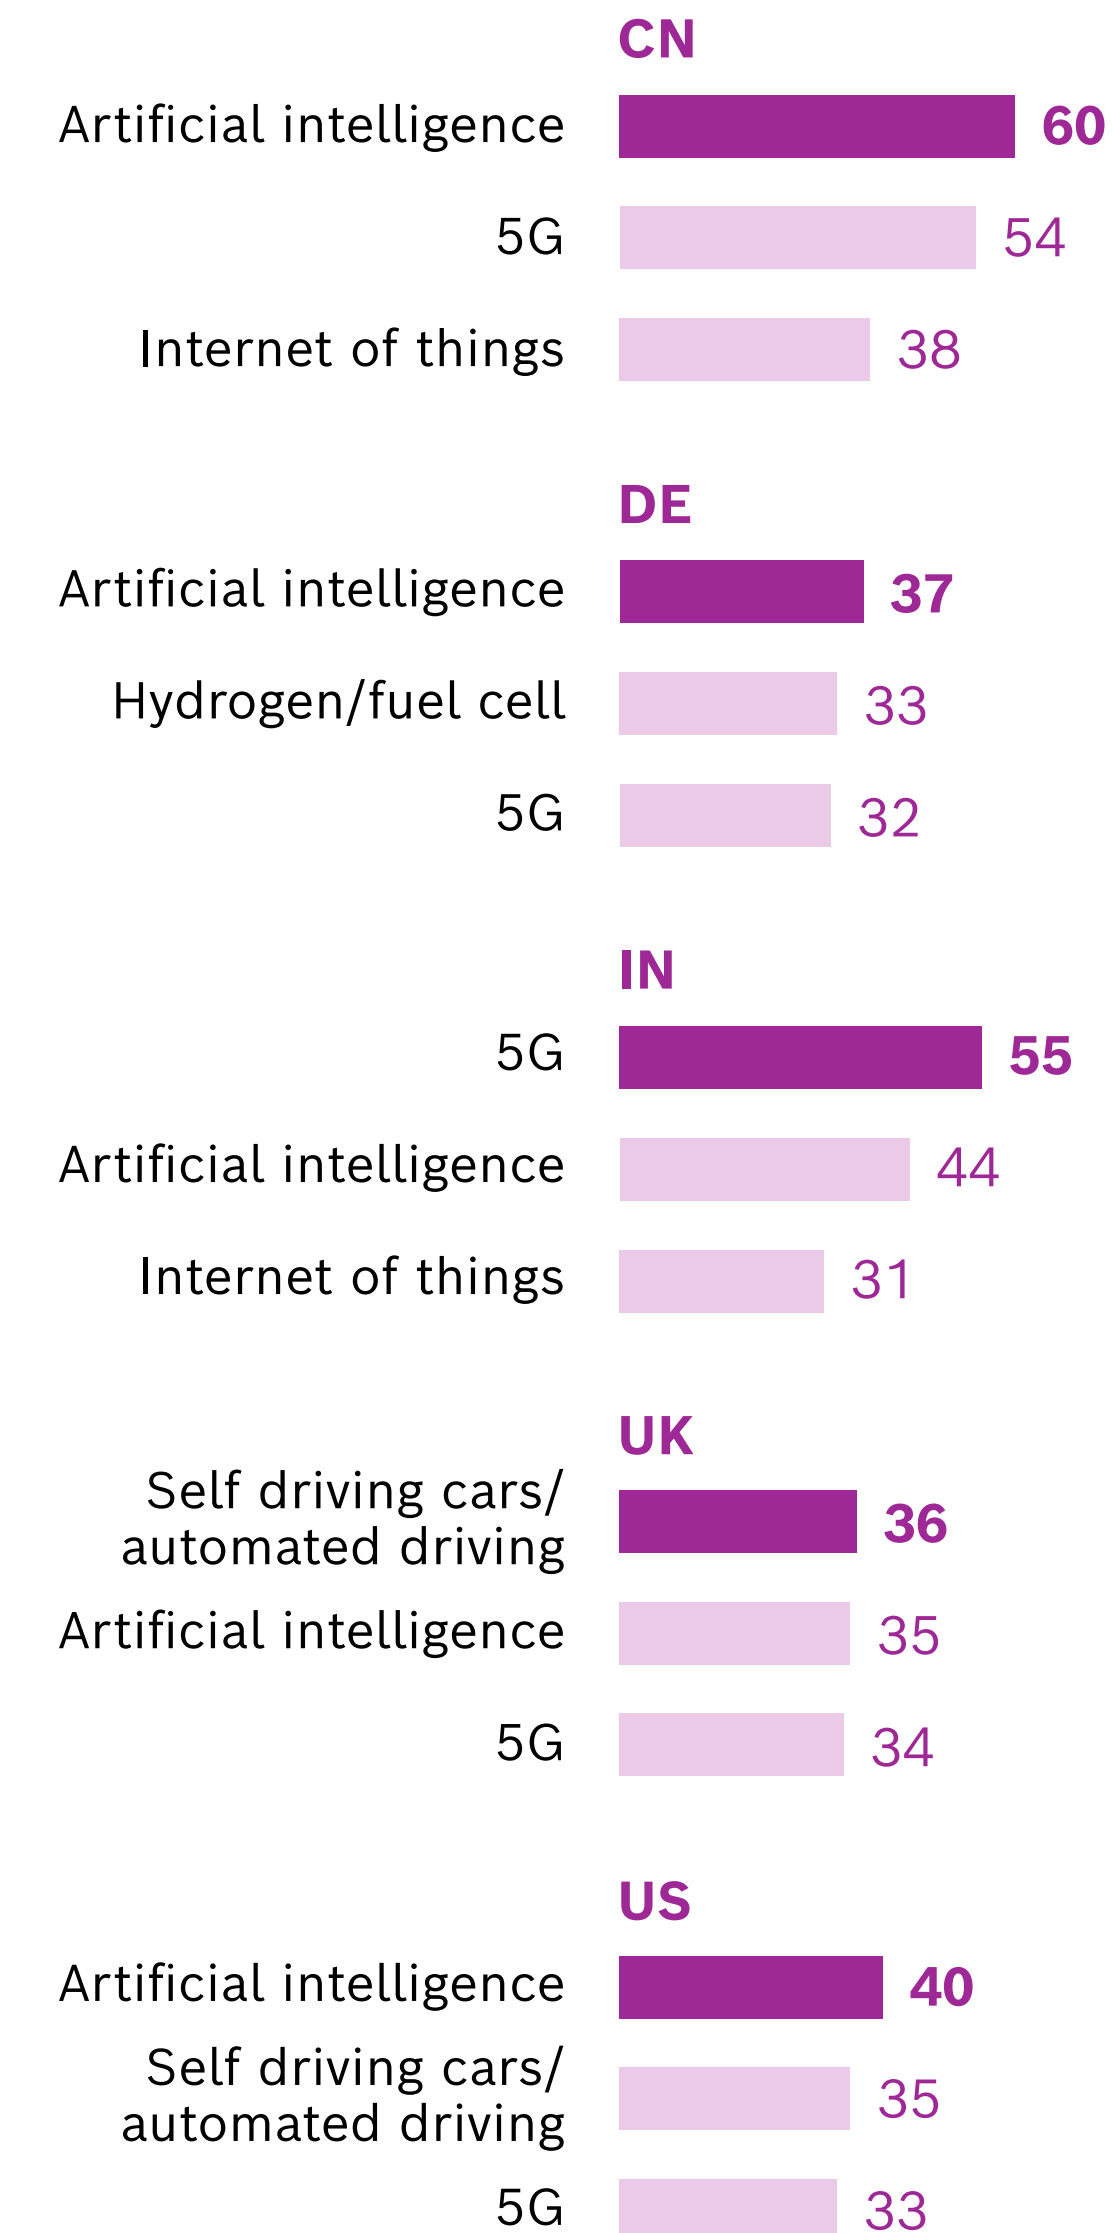 CN
Artificial intelligence 60
5G 54
Internet of things 38
DE
Artificial intelligence 37
Hydrogen/fuel cell 33
5G 32
IN
5G 55
Artificial intelligence 44
Internet of things 31
UK
Self driving cars/
automated driving 36
Artificial intelligence 35
5G 34
US
Artificial intelligence 40
Self driving cars/
automated driving 35
5G 33